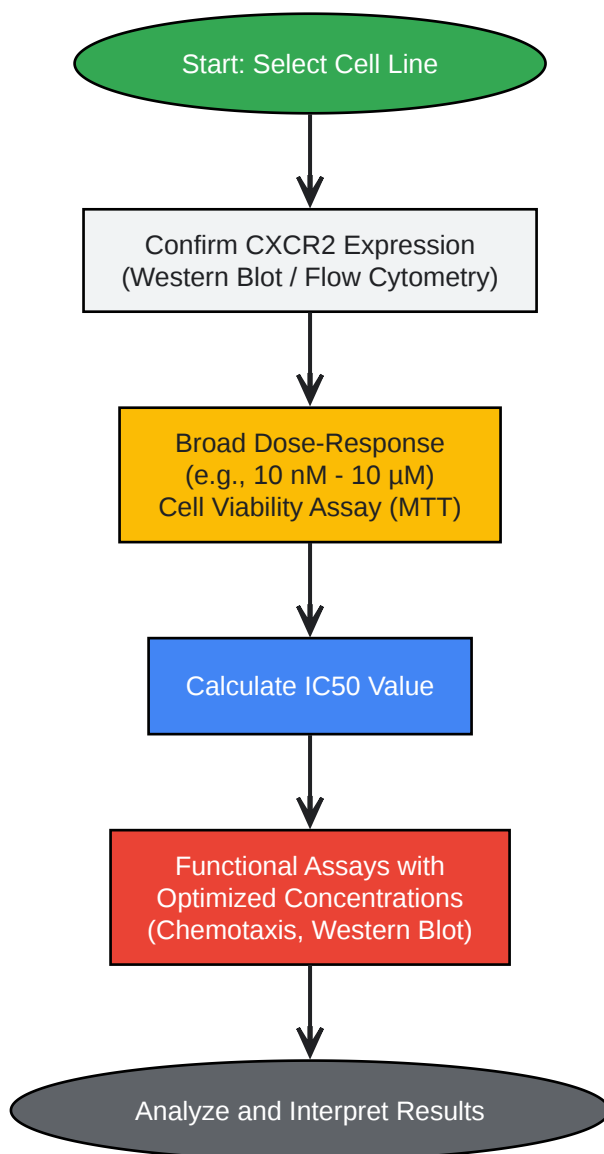 Start: Select Cell Line
Confirm CXCR2 Expression
(Western Blot / Flow Cytometry)
Broad Dose-Response
(e.g., 10 nM - 10 µM)
Cell Viability Assay (MTT)
Calculate IC50 Value
Functional Assays with
Optimized Concentrations
(Chemotaxis, Western Blot)
Analyze and Interpret Results